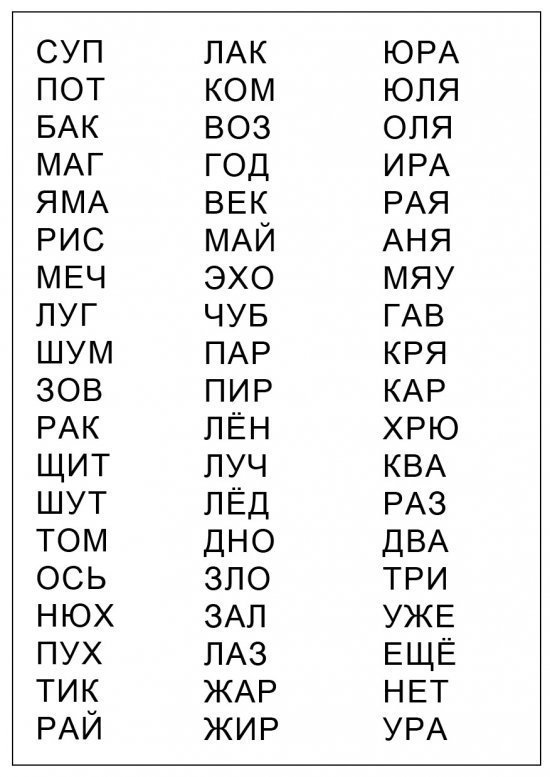 СУП ЛАК ЮРА
ПОТ КОМ ЮЛЯ
БАК ВОЗ ОЛЯ
МАГ ГОД ИРА
ЯМА ВЕК РАЯ
РИС МАЙ АНЯ
МЕЧ ЭХО МЯУ
ЛУГ ЧУБ ГАВ
ШУМ ПАР КРЯ
ЗОВ ПИР КАР
РАК ЛЁН ХРЮ
ЩИТ ЛУЧ КВА
ШУТ ЛЁД РАЗ
ТОМ ДНО ДВА
ОСЬ ЗЛО ТРИ
НЮХ ЗАЛ УЖЕ
ПУХ ЛАЗ ЕЩЁ
ТИК ЖАР НЕТ
РАЙ ЖИР УРА